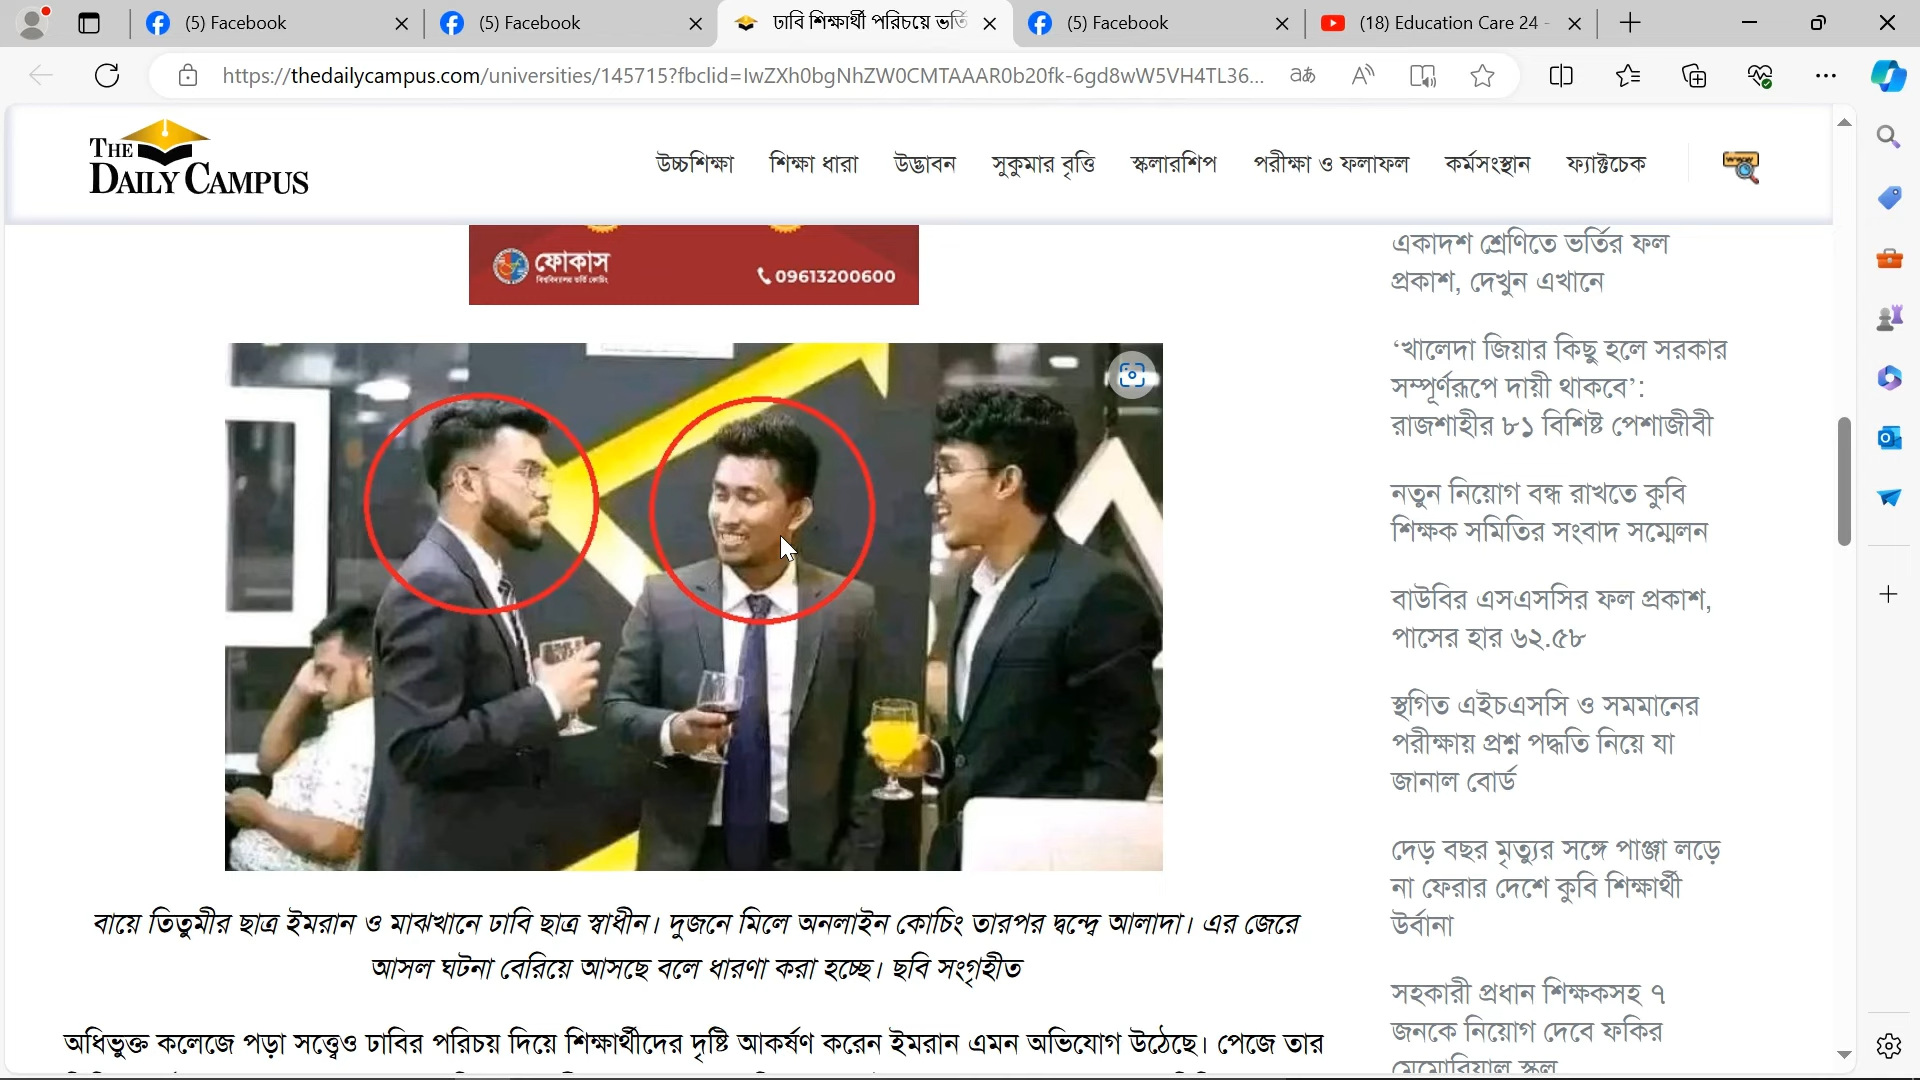 (5) Facebook
(5) Facebook
ঢাবি শিক্ষার্থী পরিচয়ে ভর্তি
(5) Facebook
(18) Education Care 24 -
https://thedailycampus.com/universities/145715?fbclid=IwZXh0bgNhZW0CMTAAAR0b20fk-6gd8wW5VH4TL36...
THE
DAILY CAMPUS
উচ্চশিক্ষা
শিক্ষা ধারা
উদ্ভাবন
সুকুমার বৃত্তি
স্কলারশিপ
পরীক্ষা ও ফলাফল
কর্মসংস্থান
ফ্যাক্টচেক
www
ফোকাস
বিশ্ববিদ্যালয় ভর্তি কোচিং
09613200600
বায়ে তিতুমীর ছাত্র ইমরান ও মাঝখানে ঢাবি ছাত্র স্বাধীন। দুজনে মিলে অনলাইন কোচিং তারপর দ্বন্দ্বে আলাদা। এর জেরে
আসল ঘটনা বেরিয়ে আসছে বলে ধারণা করা হচ্ছে। ছবি সংগৃহীত
অধিভুক্ত কলেজে পড়া সত্ত্বেও ঢাবির পরিচয় দিয়ে শিক্ষার্থীদের দৃষ্টি আকর্ষণ করেন ইমরান এমন অভিযোগ উঠেছে। পেজে তার
একাদশ শ্রেণিতে ভর্তির ফল
প্রকাশ, দেখুন এখানে
‘খালেদা জিয়ার কিছু হলে সরকার
সম্পূর্ণরূপে দায়ী থাকবে’:
রাজশাহীর ৮১ বিশিষ্ট পেশাজীবী
নতুন নিয়োগ বন্ধ রাখতে কুবি
শিক্ষক সমিতির সংবাদ সম্মেলন
বাউবির এসএসসির ফল প্রকাশ,
পাসের হার ৬২.৫৮
স্থগিত এইচএসসি ও সমমানের
পরীক্ষায় প্রশ্ন পদ্ধতি নিয়ে যা
জানাল বোর্ড
দেড় বছর মৃত্যুর সঙ্গে পাঞ্জা লড়ে
না ফেরার দেশে কুবি শিক্ষার্থী
উর্বানা
সহকারী প্রধান শিক্ষকসহ ৭
জনকে নিয়োগ দেবে ফকির
মেমোরিয়াল স্কুল